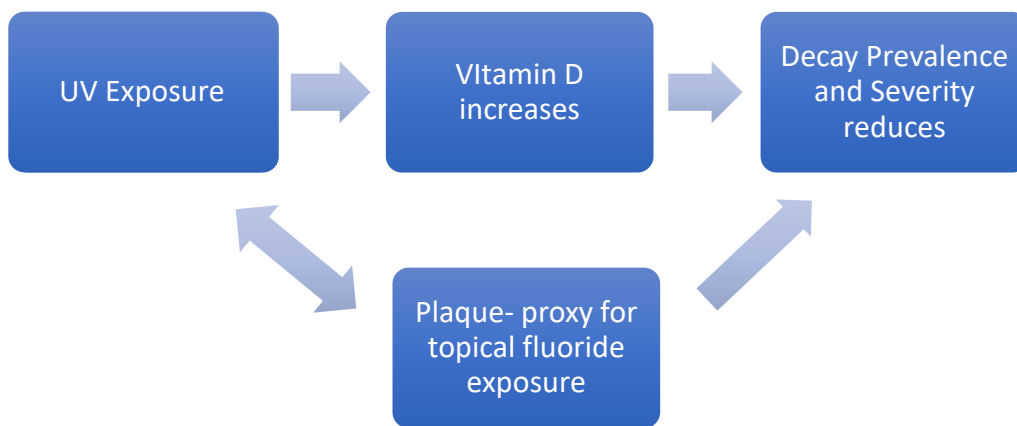 UV Exposure
VItamin D
increases
Decay Prevalence
and Severity
reduces
Plaque- proxy for
topical fluoride
exposure